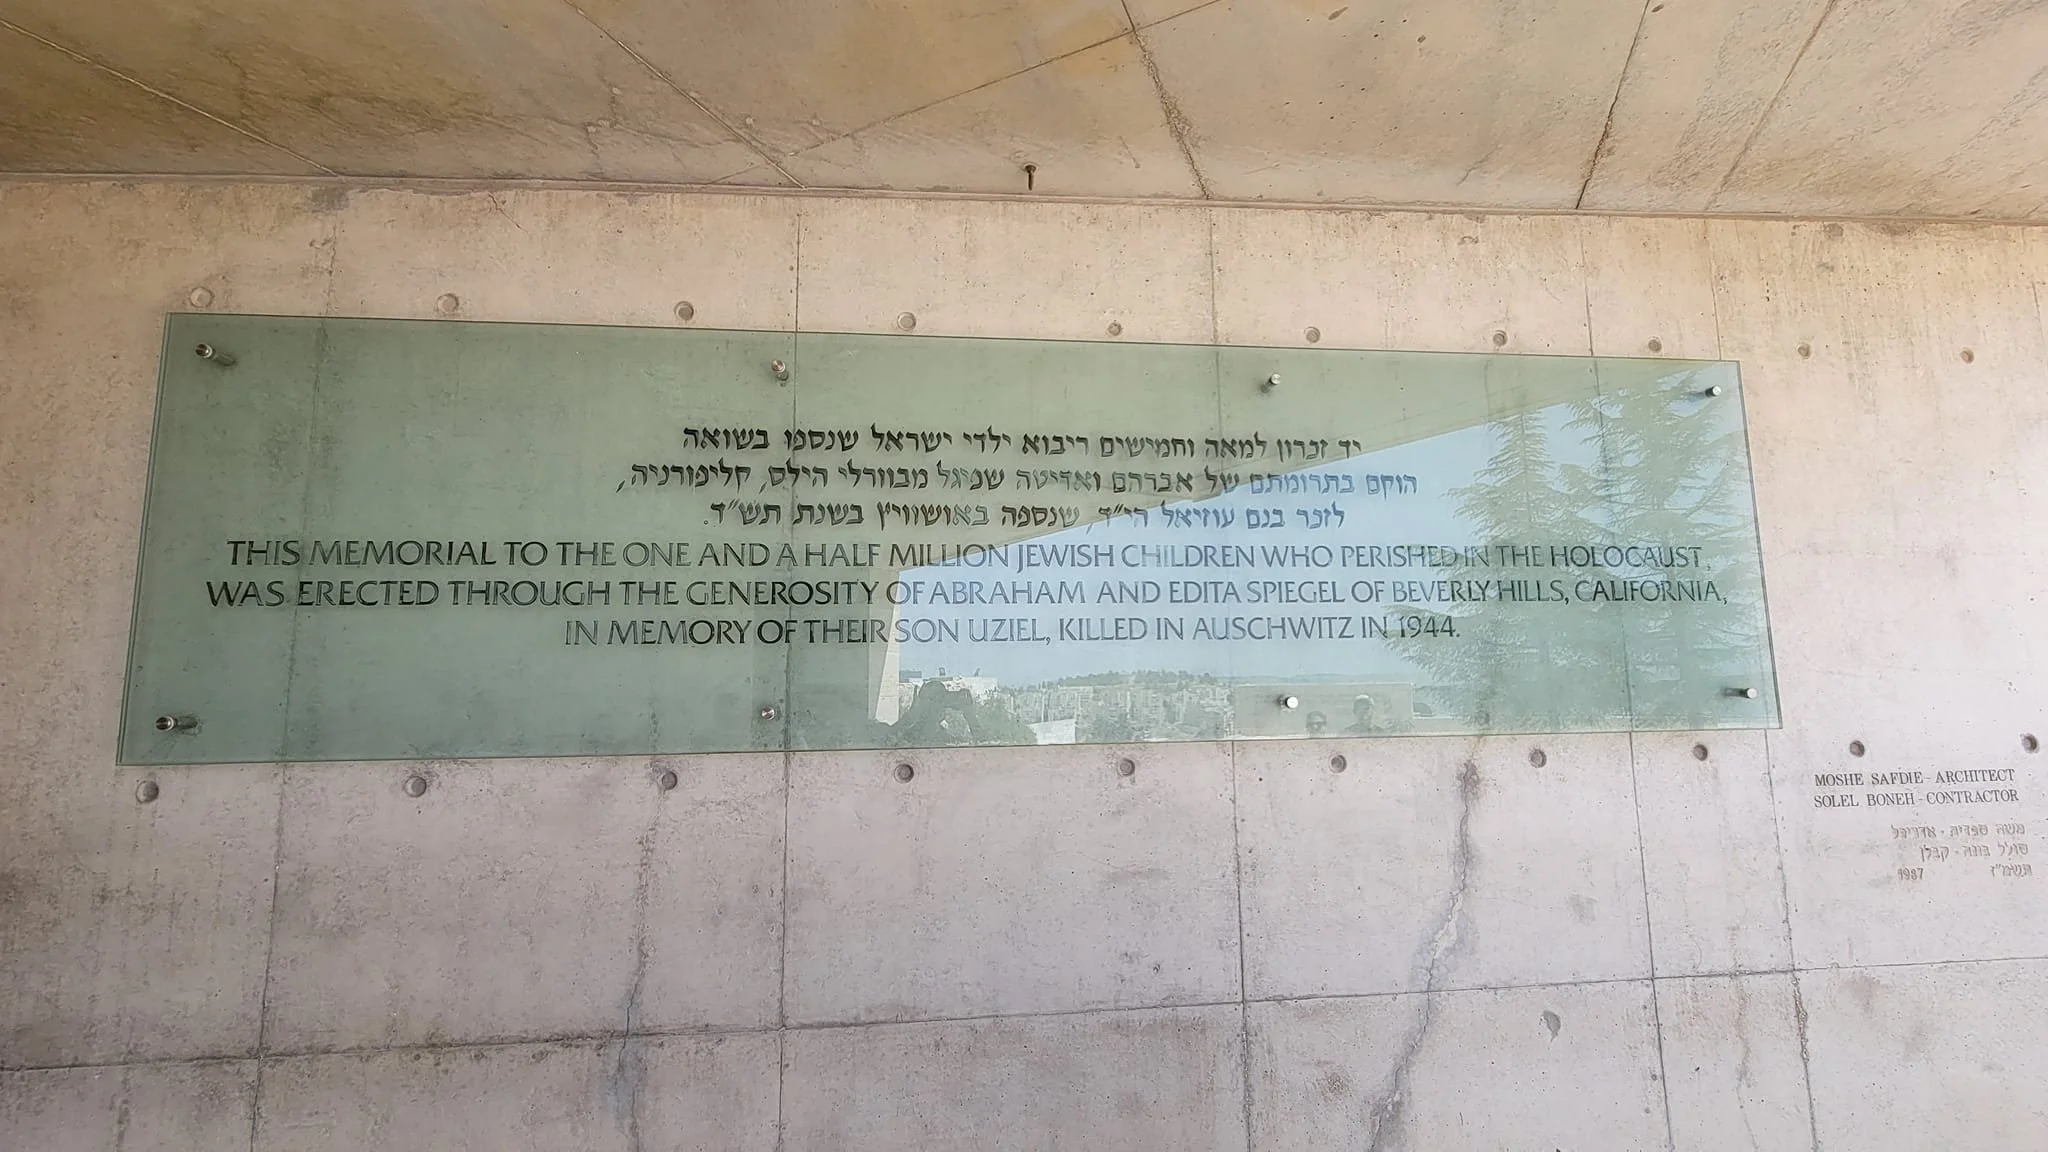 יד זכרון למאה וחמישים ריבוא ילדי ישראל שנספו בשואה
הוקם בתרומתם של אברהם ואדיטה שפיגל מבוורלי הילס, קליפורניה,
לזכר בנם עוזיאל הי״ד, שנספה באושוויץ בשנת תש״ד.
THIS MEMORIAL TO THE ONE AND A HALF MILLION JEWISH CHILDREN WHO PERISHED IN THE HOLOCAUST,
WAS ERECTED THROUGH THE GENEROSITY OF ABRAHAM AND EDITA SPIEGEL OF BEVERLY HILLS, CALIFORNIA,
IN MEMORY OF THEIR SON UZIEL, KILLED IN AUSCHWITZ IN 1944.
MOSHE SAFDIE - ARCHITECT
SOLEL BONEH - CONTRACTOR
משה ספדיה · אדריכל
סולל בונה · קבלן
תשמ״ז 1987